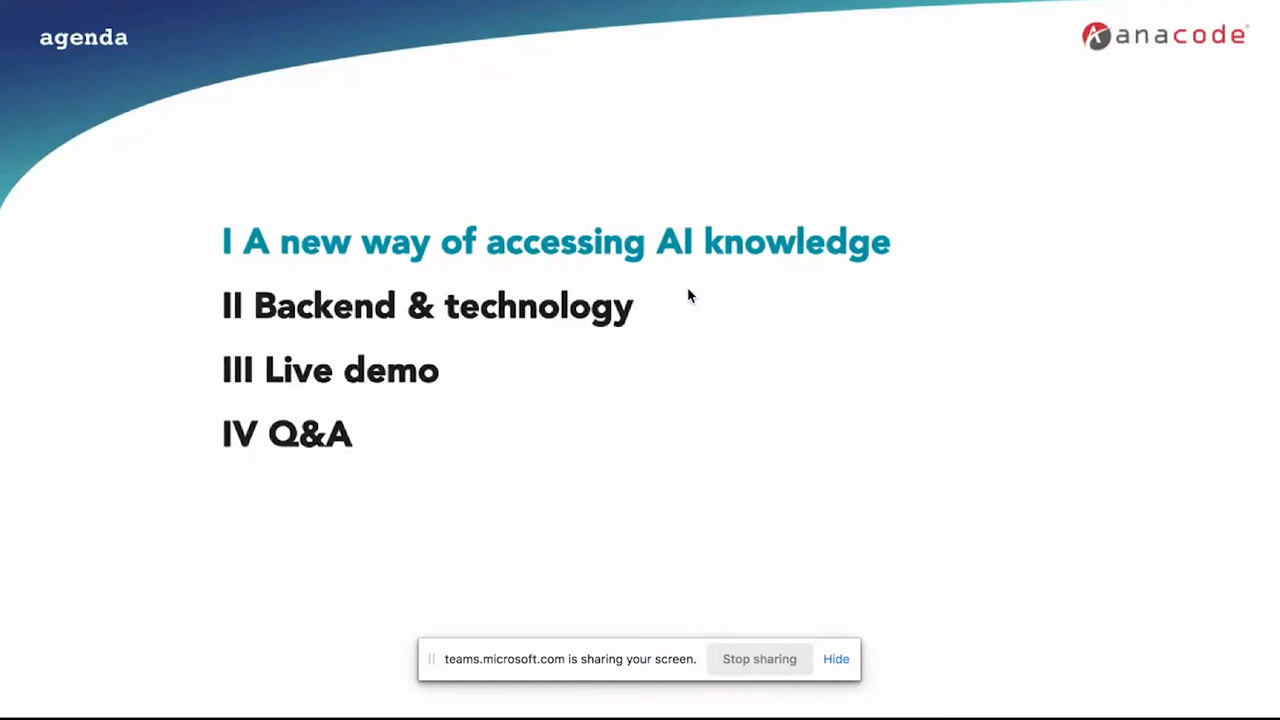 agenda
anacode
I A new way of accessing AI knowledge
II Backend & technology
III Live demo
IV Q&A
teams.microsoft.com is sharing your screen. Stop sharing Hide